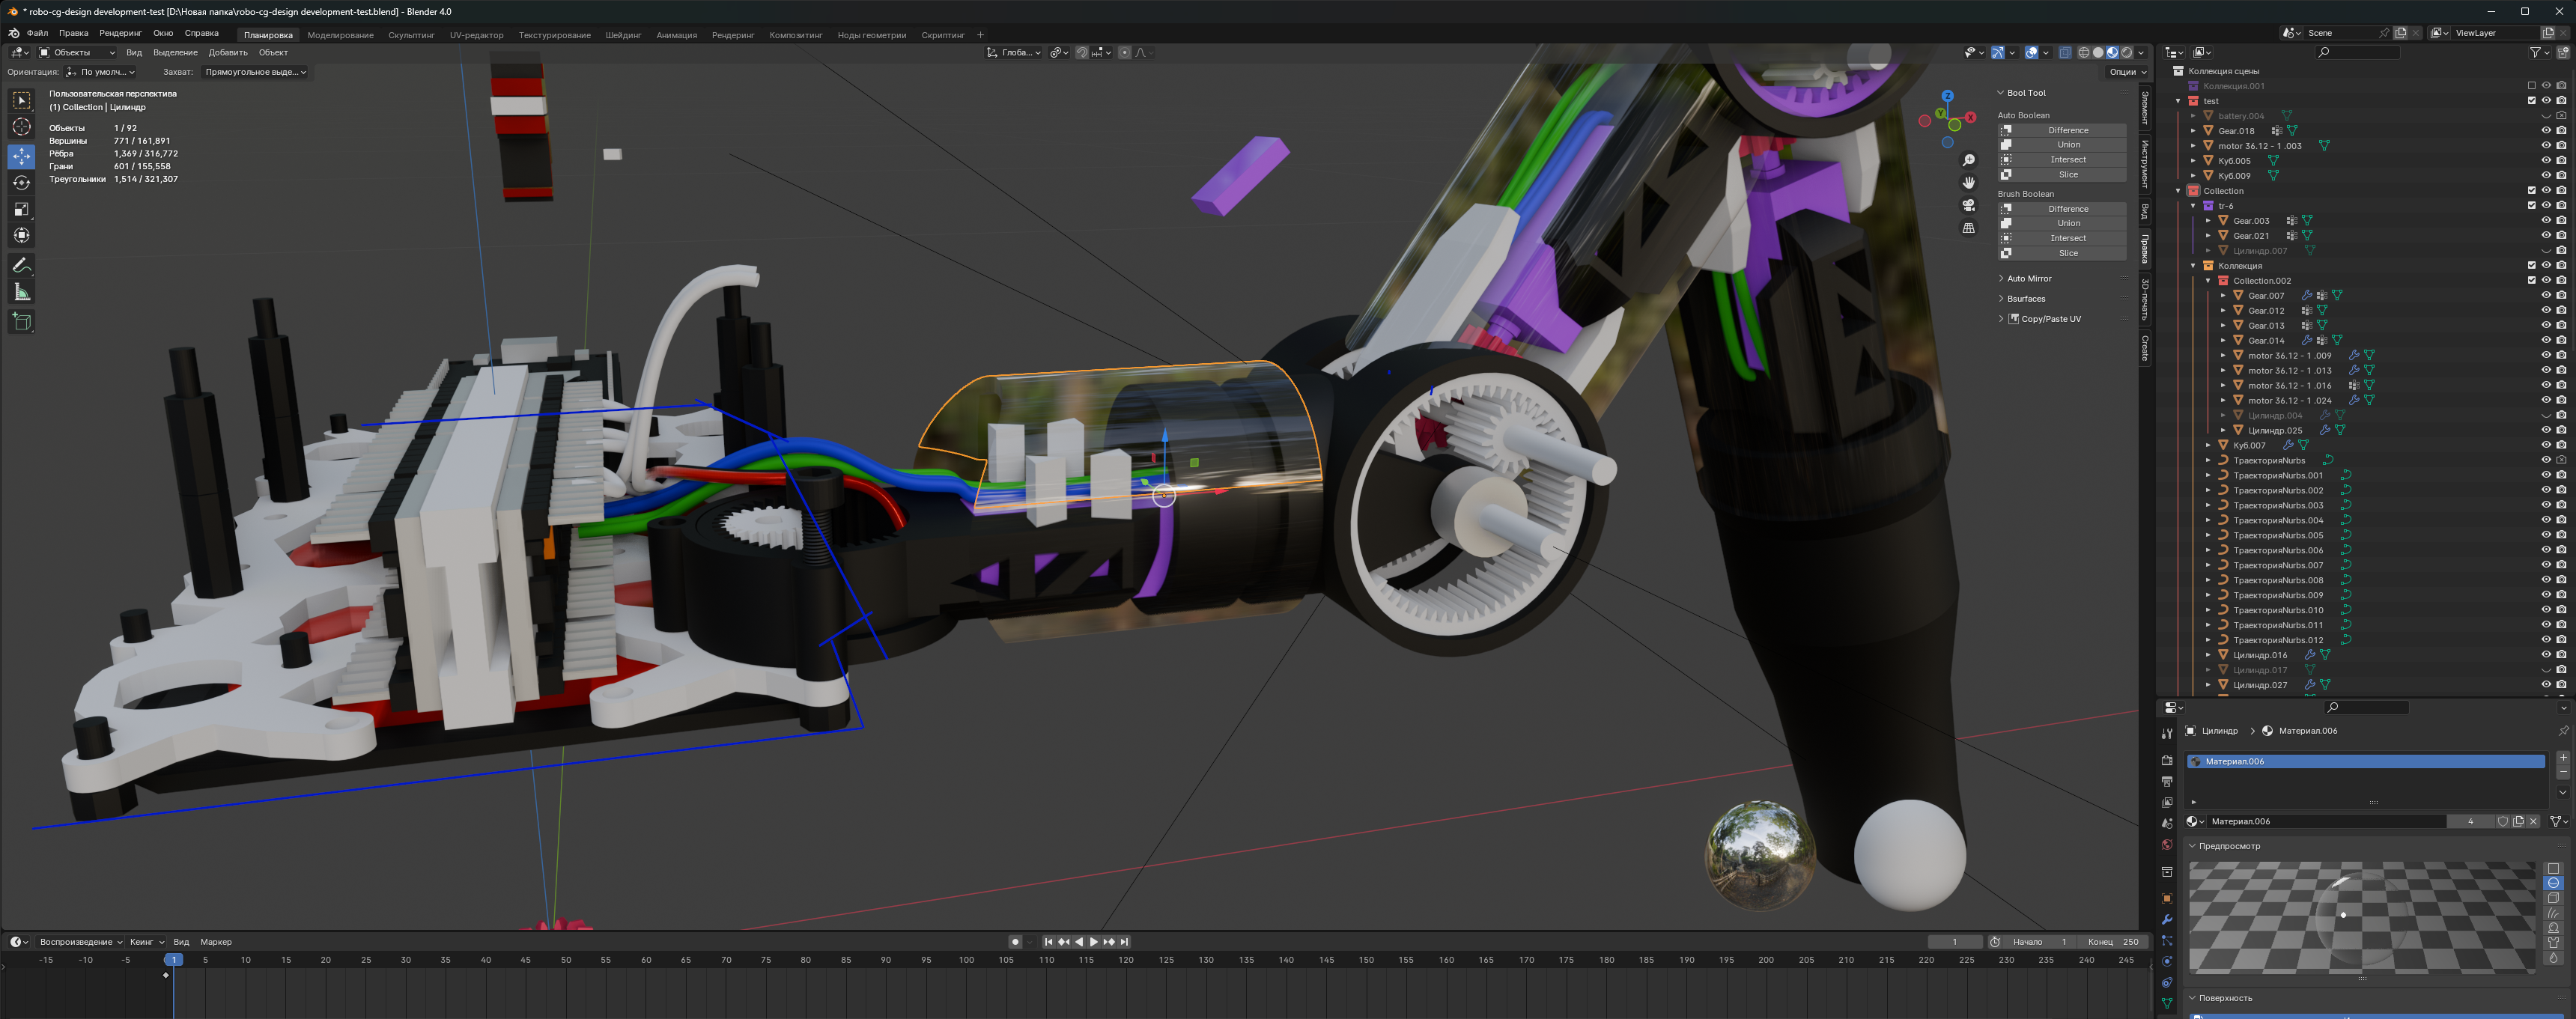 * robo-cg-design development-test [D:\Новая папка\robo-cg-design development-test.blend] - Blender 4.0
Файл Правка Рендеринг Окно Справка Планировка Моделирование Скульптинг UV-редактор Текстурирование Шейдинг Анимация Рендеринг Композитинг Ноды геометрии Скриптинг + Scene ViewLayer
Объекты Вид Выделение Добавить Объект Глоба...
Ориентация: По умолч... Захват: Прямоугольное выде... Опции
Пользовательская перспектива
(1) Collection | Цилиндр
Объекты 1 / 92
Вершины 771 / 161,891
Рёбра 1,369 / 316,772
Грани 601 / 155,558
Треугольники 1,514 / 321,307
Z
Y
X
Bool Tool
Auto Boolean
Difference
Union
Intersect
Slice
Brush Boolean
Difference
Union
Intersect
Slice
Auto Mirror
Bsurfaces
Copy/Paste UV
Элемент
Инструмент
Вид
Правка
3D-печать
Create
Коллекция сцены
Коллекция.001
test
battery.004
Gear.018
motor 36.12 - 1 .003
Куб.005
Куб.009
Collection
tr-6
Gear.003
Gear.021
Цилиндр.007
Коллекция
Collection.002
Gear.007
Gear.012
Gear.013
Gear.014
motor 36.12 - 1 .009
motor 36.12 - 1 .013
motor 36.12 - 1 .016
motor 36.12 - 1 .024
Цилиндр.004
Цилиндр.025
Куб.007
ТраекторияNurbs
ТраекторияNurbs.001
ТраекторияNurbs.002
ТраекторияNurbs.003
ТраекторияNurbs.004
ТраекторияNurbs.005
ТраекторияNurbs.006
ТраекторияNurbs.007
ТраекторияNurbs.008
ТраекторияNurbs.009
ТраекторияNurbs.010
ТраекторияNurbs.011
ТраекторияNurbs.012
Цилиндр.016
Цилиндр.017
Цилиндр.027
Цилиндр > Материал.006
Материал.006
Материал.006 4
Предпросмотр
Поверхность
Воспроизведение Кеинг Вид Маркер 1 Начало 1 Конец 250
-15 -10 -5 1 5 10 15 20 25 30 35 40 45 50 55 60 65 70 75 80 85 90 95 100 105 110 115 120 125 130 135 140 145 150 155 160 165 170 175 180 185 190 195 200 205 210 215 220 225 230 235 240 245